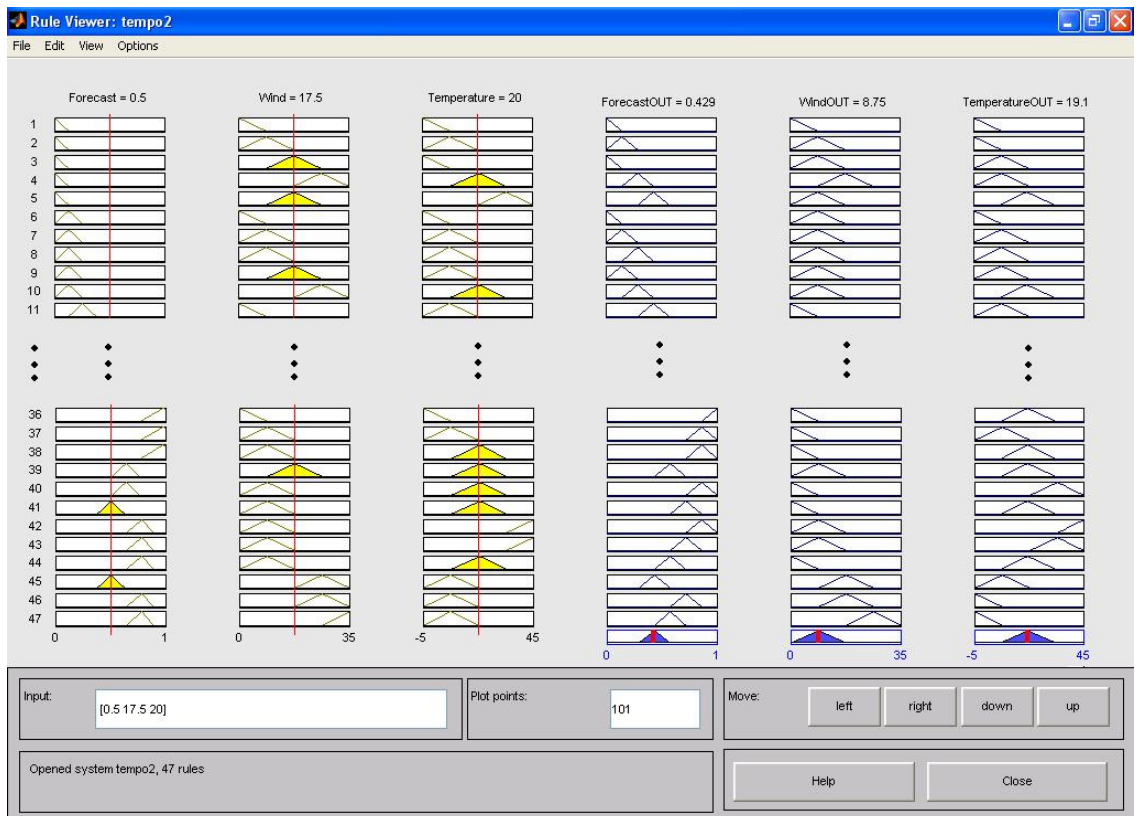 Rule Viewer: tempo2
File Edit View Options
Forecast = 0.5 Wind = 17.5 Temperature = 20 ForecastOUT = 0.429 WindOUT = 8.75 TemperatureOUT = 19.1
1
2
3
4
5
6
7
8
9
10
11
36
37
38
39
40
41
42
43
44
45
46
47
0 1 0 35 -5 45
0 1 0 35 -5 45
Input: [0.5 17.5 20] Plot points: 101 Move: left right down up
Opened system tempo2, 47 rules
Help Close